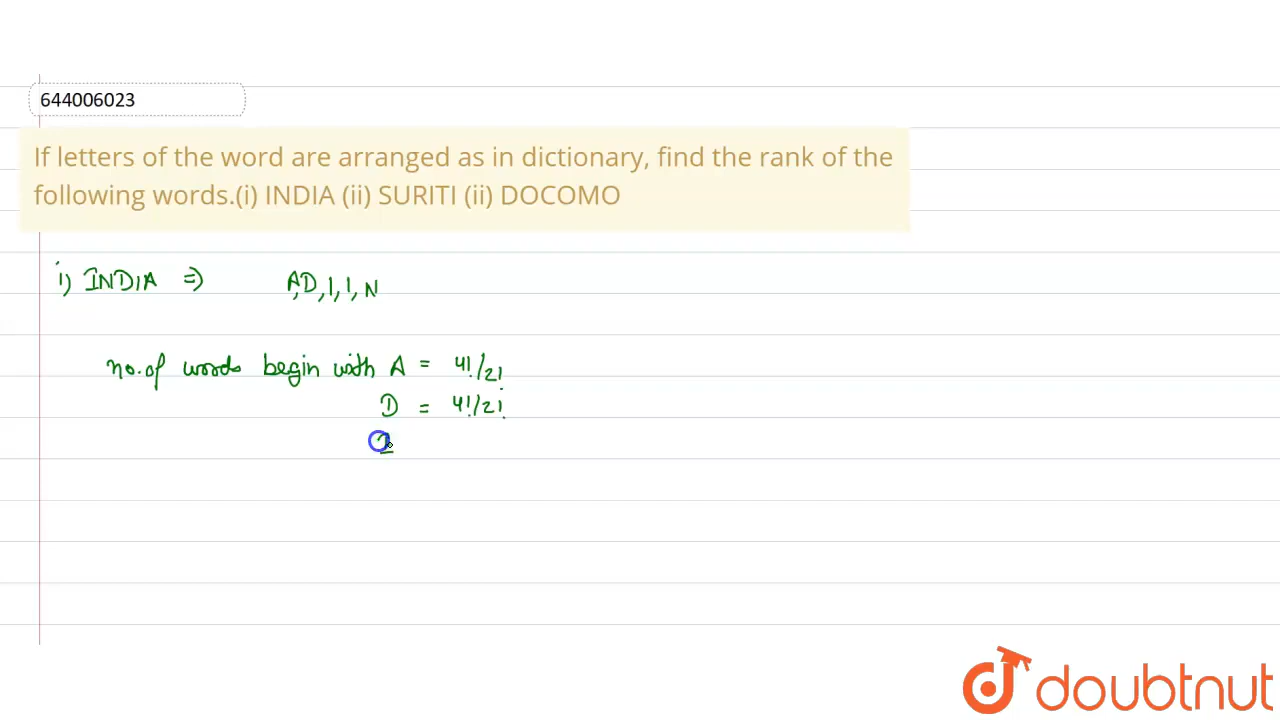 644006023
If letters of the word are arranged as in dictionary, find the rank of the
following words.(i) INDIA (ii) SURITI (ii) DOCOMO
i) INDIA ⇒ A, D, I, I, N
no. of words begin with A = 4!/2!
D = 4!/2!
I
doubtnut